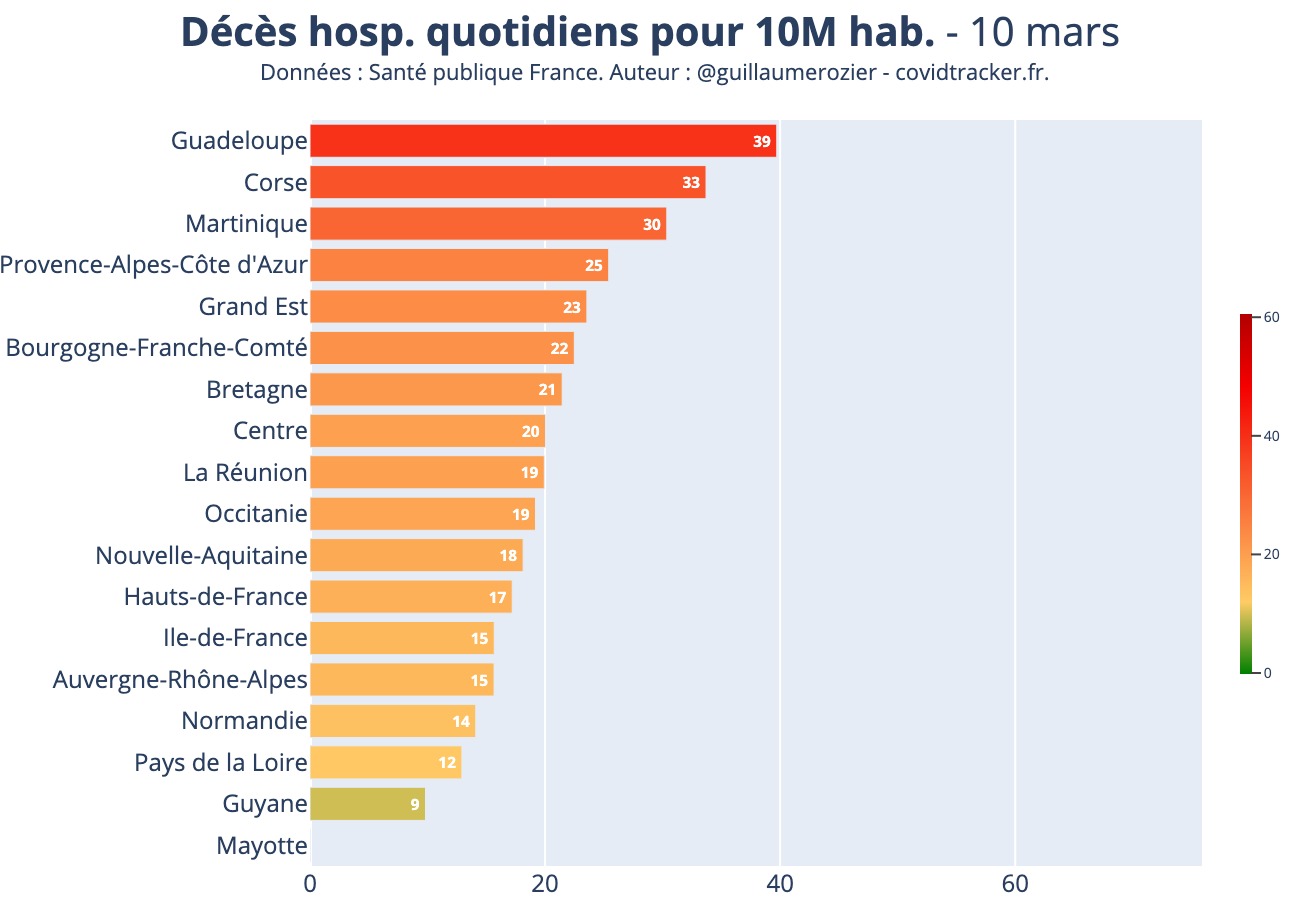 Décès hosp. quotidiens pour 10M hab. - 10 mars
Données : Santé publique France. Auteur : @guillaumerozier - covidtracker.fr.
Guadeloupe 39
Corse 33
Martinique 30
Provence-Alpes-Côte d'Azur 25
Grand Est 23
Bourgogne-Franche-Comté 22
Bretagne 21
Centre 20
La Réunion 19
Occitanie 19
Nouvelle-Aquitaine 18
Hauts-de-France 17
Ile-de-France 15
Auvergne-Rhône-Alpes 15
Normandie 14
Pays de la Loire 12
Guyane 9
Mayotte
0 20 40 60
60
40
20
0